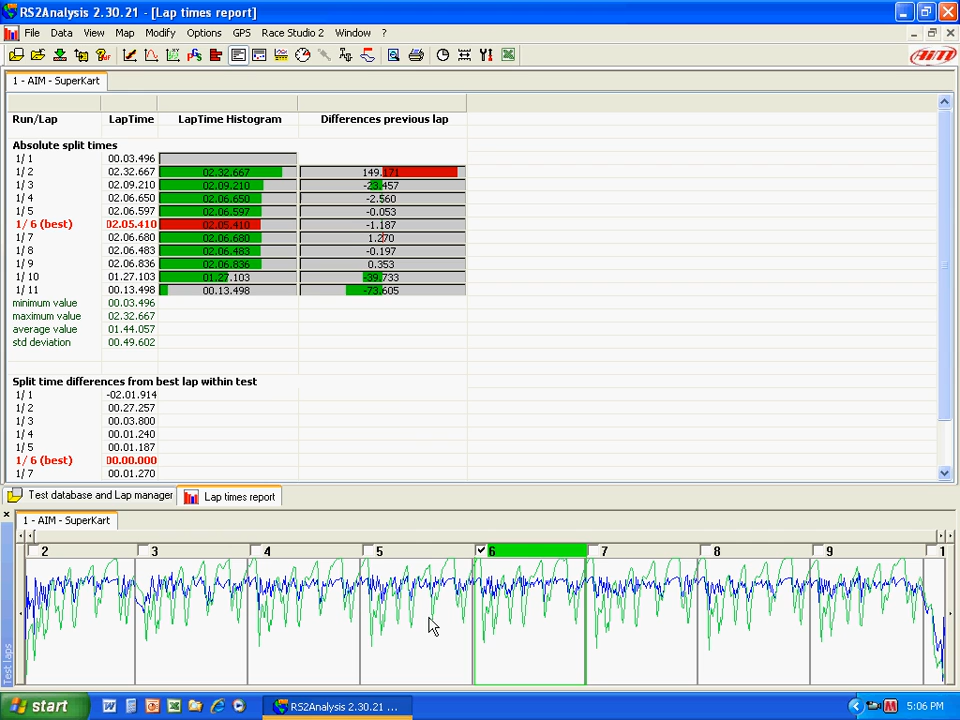 RS2Analysis 2.30.21 - [Lap times report]
File Data View Map Modify Options GPS Race Studio 2 Window ?
AiM
1 - AIM - SuperKart
Run/Lap LapTime LapTime Histogram Differences previous lap
Absolute split times
1/ 1 00.03.496
1/ 2 02.32.667 02.32.667 149.171
1/ 3 02.09.210 02.09.210 -23.457
1/ 4 02.06.650 02.06.650 -2.560
1/ 5 02.06.597 02.06.597 -0.053
1/ 6 (best) 02.05.410 02.05.410 -1.187
1/ 7 02.06.680 02.06.680 1.270
1/ 8 02.06.483 02.06.483 -0.197
1/ 9 02.06.836 02.06.836 0.353
1/ 10 01.27.103 01.27.103 -39.733
1/ 11 00.13.498 00.13.498 -73.605
minimum value 00.03.496
maximum value 02.32.667
average value 01.44.057
std deviation 00.49.602
Split time differences from best lap within test
1/ 1 -02.01.914
1/ 2 00.27.257
1/ 3 00.03.800
1/ 4 00.01.240
1/ 5 00.01.187
1/ 6 (best) 00.00.000
1/ 7 00.01.270
Test database and Lap manager Lap times report
1 - AIM - SuperKart
2 3 4 5 6 7 8 9 1
Test laps
start RS2Analysis 2.30.21 ... 5:06 PM